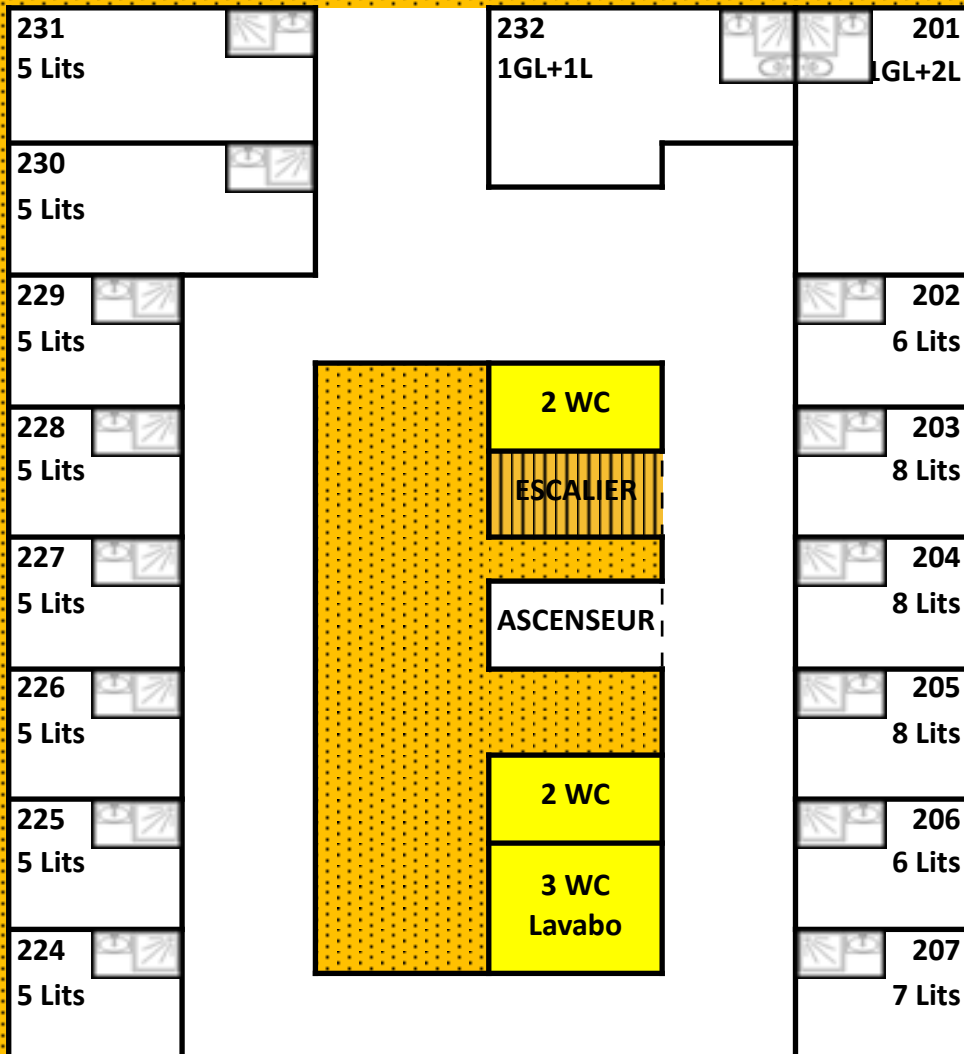 231
5 Lits
232
1GL+1L
201
1GL+2L
230
5 Lits
229
5 Lits
202
6 Lits
2 WC
228
5 Lits
ESCALIER
203
8 Lits
227
5 Lits
ASCENSEUR
204
8 Lits
226
5 Lits
205
8 Lits
2 WC
225
5 Lits
206
6 Lits
3 WC
Lavabo
224
5 Lits
207
7 Lits